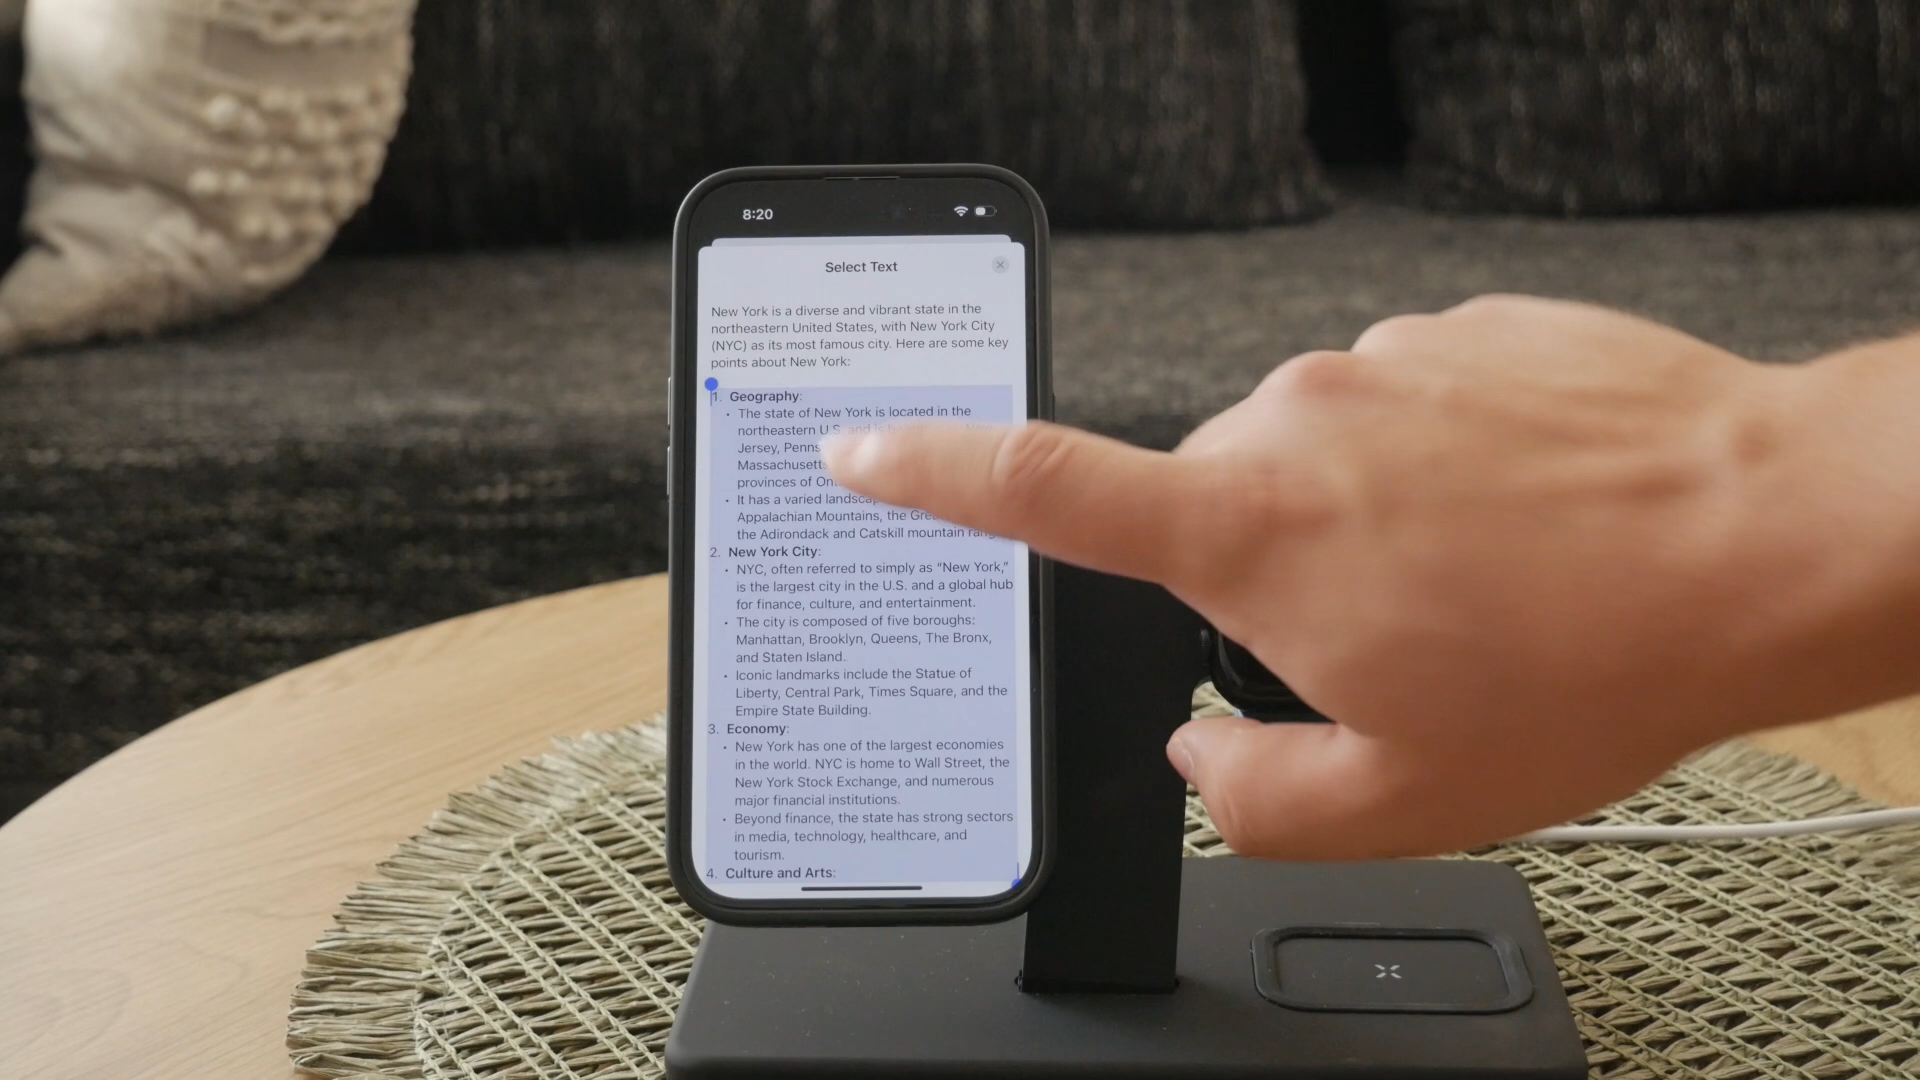 8:20
Select Text
New York is a diverse and vibrant state in the
northeastern United States, with New York City
(NYC) as its most famous city. Here are some key
points about New York:
1. Geography:
• The state of New York is located in the
northeastern U.S. and is
Jersey,
Massachusett
provinces of
• It has a varied
Appalachian Mountains, the
the Adirondack and Catskill mountain
2. New York City:
• NYC, often referred to simply as “New York,”
is the largest city in the U.S. and a global hub
for finance, culture, and entertainment.
• The city is composed of five boroughs:
Manhattan, Brooklyn, Queens, The Bronx,
and Staten Island.
• Iconic landmarks include the Statue of
Liberty, Central Park, Times Square, and the
Empire State Building.
3. Economy:
• New York has one of the largest economies
in the world. NYC is home to Wall Street, the
New York Stock Exchange, and numerous
major financial institutions.
• Beyond finance, the state has strong sectors
in media, technology, healthcare, and
tourism.
4. Culture and Arts: